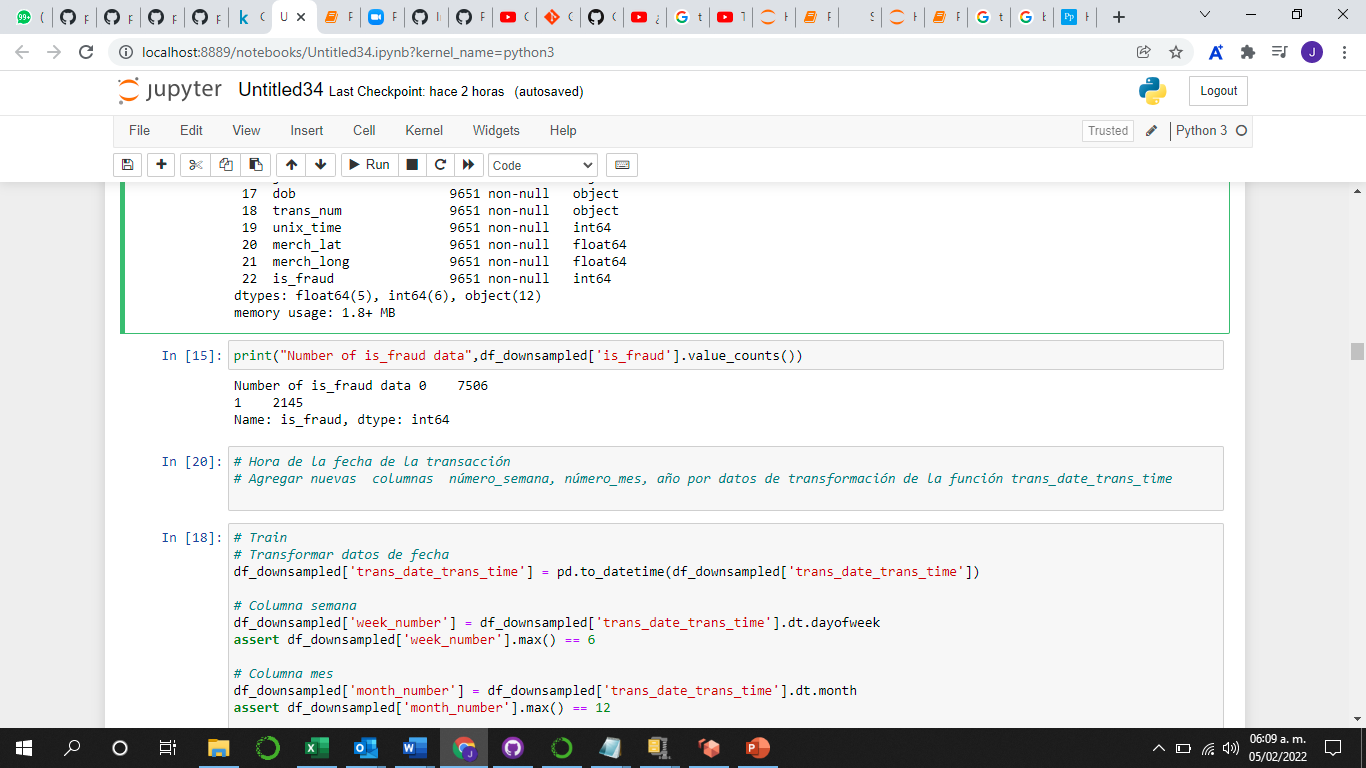 99+
localhost:8889/notebooks/Untitled34.ipynb?kernel_name=python3
J
jupyter Untitled34 Last Checkpoint: hace 2 horas (autosaved)
Logout
File Edit View Insert Cell Kernel Widgets Help
Trusted
Python 3
Run
Code
17 dob 9651 non-null object
18 trans_num 9651 non-null object
19 unix_time 9651 non-null int64
20 merch_lat 9651 non-null float64
21 merch_long 9651 non-null float64
22 is_fraud 9651 non-null int64
dtypes: float64(5), int64(6), object(12)
memory usage: 1.8+ MB
In [15]: print("Number of is_fraud data",df_downsampled['is_fraud'].value_counts())
Number of is_fraud data 0 7506
1 2145
Name: is_fraud, dtype: int64
In [20]: # Hora de la fecha de la transacción
# Agregar nuevas columnas número_semana, número_mes, año por datos de transformación de la función trans_date_trans_time
In [18]: # Train
# Transformar datos de fecha
df_downsampled['trans_date_trans_time'] = pd.to_datetime(df_downsampled['trans_date_trans_time'])
# Columna semana
df_downsampled['week_number'] = df_downsampled['trans_date_trans_time'].dt.dayofweek
assert df_downsampled['week_number'].max() == 6
# Columna mes
df_downsampled['month_number'] = df_downsampled['trans_date_trans_time'].dt.month
assert df_downsampled['month_number'].max() == 12
06:09 a. m.
05/02/2022